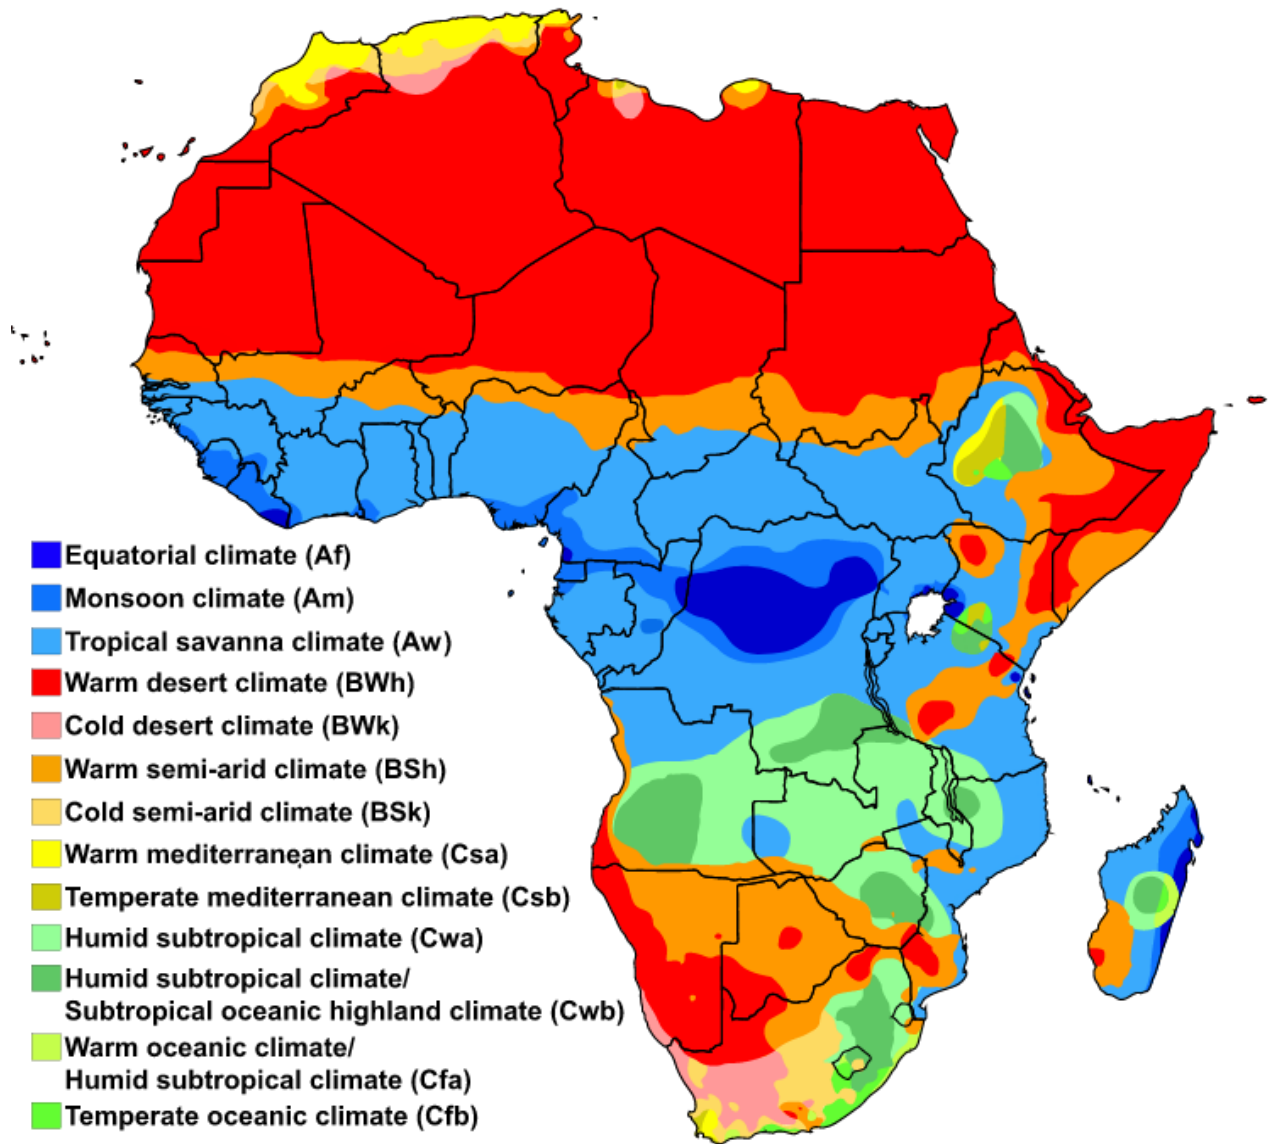 Equatorial climate (Af)
Monsoon climate (Am)
Tropical savanna climate (Aw)
Warm desert climate (BWh)
Cold desert climate (BWk)
Warm semi-arid climate (BSh)
Cold semi-arid climate (BSk)
Warm mediterranean climate (Csa)
Temperate mediterranean climate (Csb)
Humid subtropical climate (Cwa)
Humid subtropical climate/
Subtropical oceanic highland climate (Cwb)
Warm oceanic climate/
Humid subtropical climate (Cfa)
Temperate oceanic climate (Cfb)